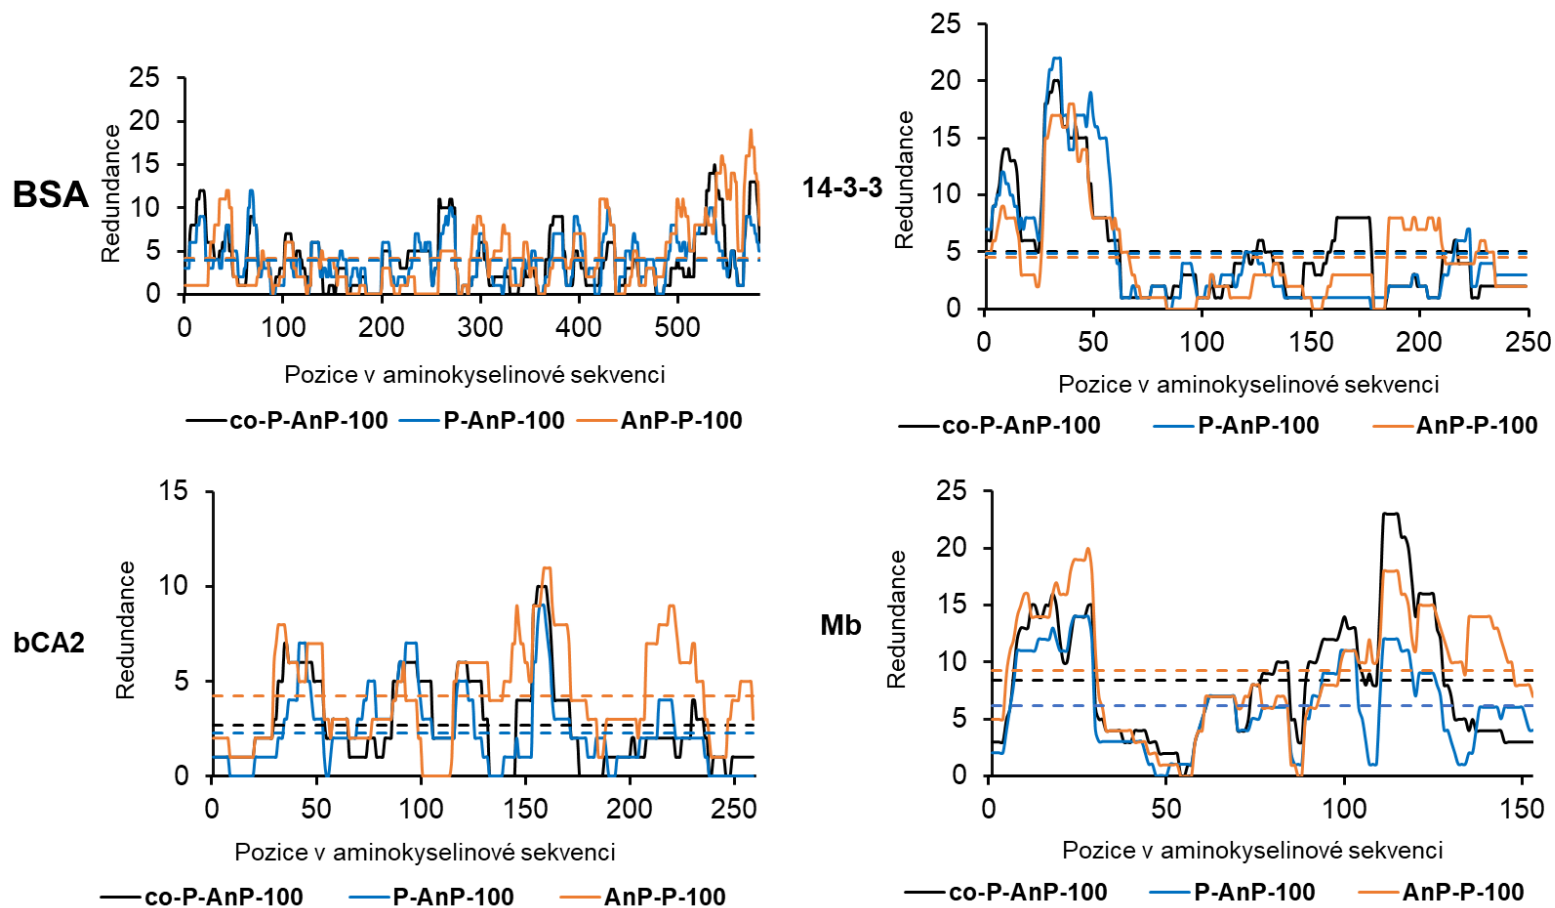 BSA
Redundance
25
20
15
10
5
0
0 100 200 300 400 500
Pozice v aminokyselinové sekvenci
co-P-AnP-100 P-AnP-100 AnP-P-100
14-3-3
Redundance
25
20
15
10
5
0
0 50 100 150 200 250
Pozice v aminokyselinové sekvenci
co-P-AnP-100 P-AnP-100 AnP-P-100
bCA2
Redundance
15
10
5
0
0 50 100 150 200 250
Pozice v aminokyselinové sekvenci
co-P-AnP-100 P-AnP-100 AnP-P-100
Mb
Redundance
25
20
15
10
5
0
0 50 100 150
Pozice v aminokyselinové sekvenci
co-P-AnP-100 P-AnP-100 AnP-P-100